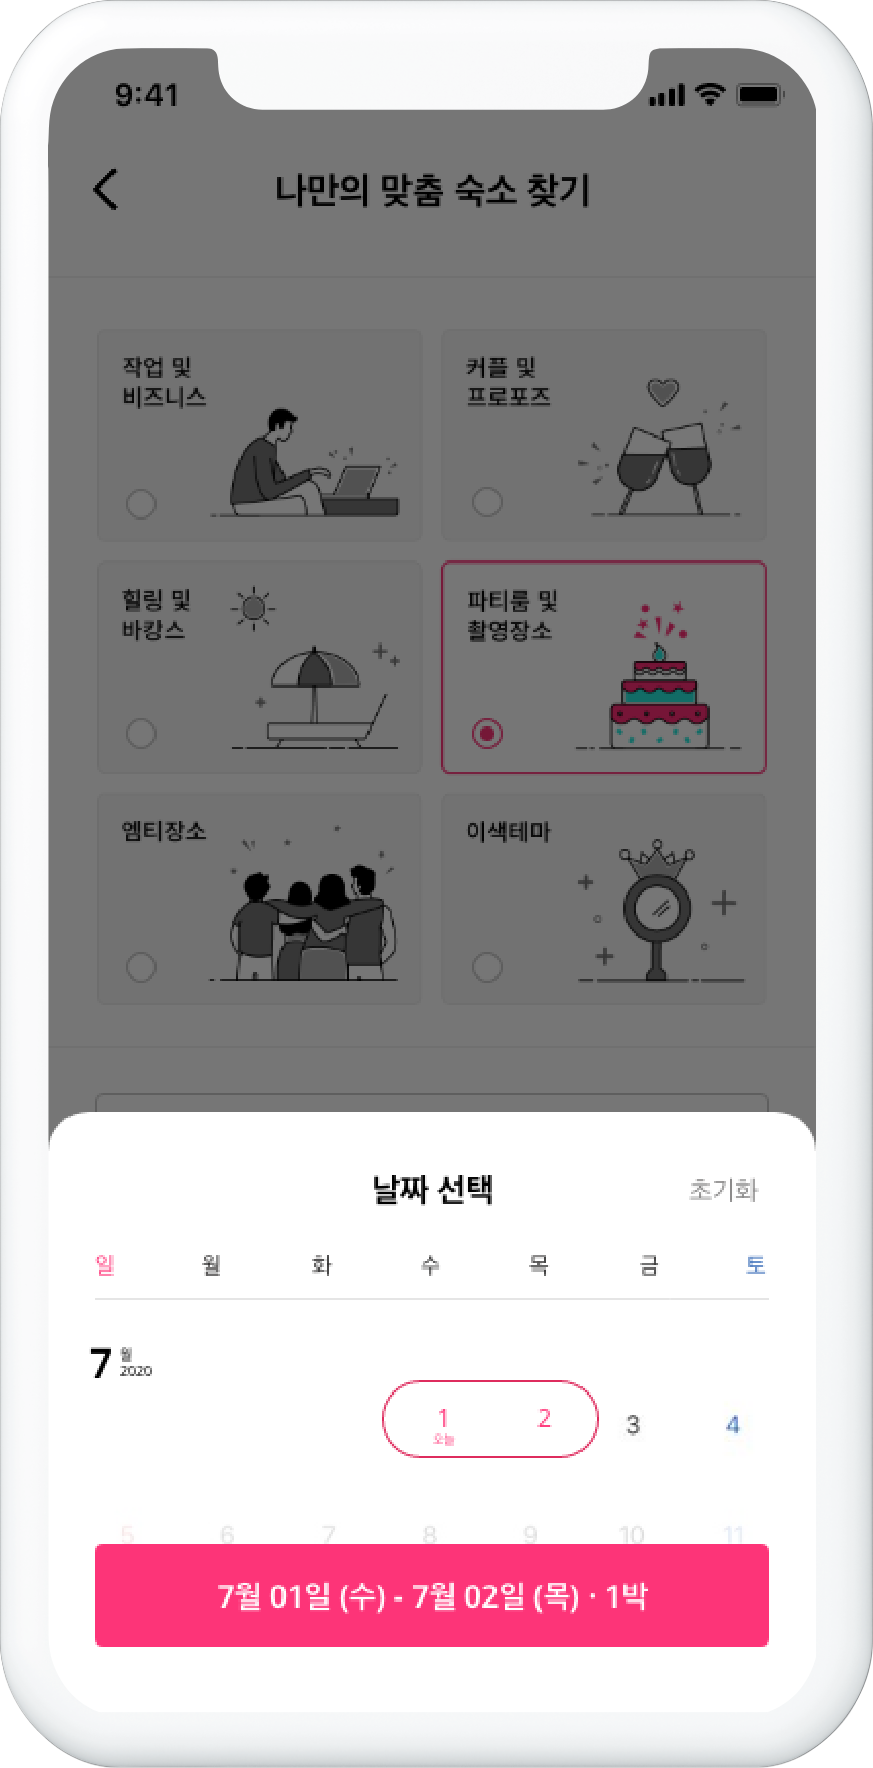 9:41
나만의 맞춤 숙소 찾기
작업 및
비즈니스
커플 및
프로포즈
힐링 및
바캉스
파티룸 및
촬영장소
엠티장소
이색테마
날짜 선택
초기화
일 월 화 수 목 금 토
7 월
2020
1 2 3 4
오늘
5 6 7 8 9 10 11
7월 01일 (수) - 7월 02일 (목) · 1박